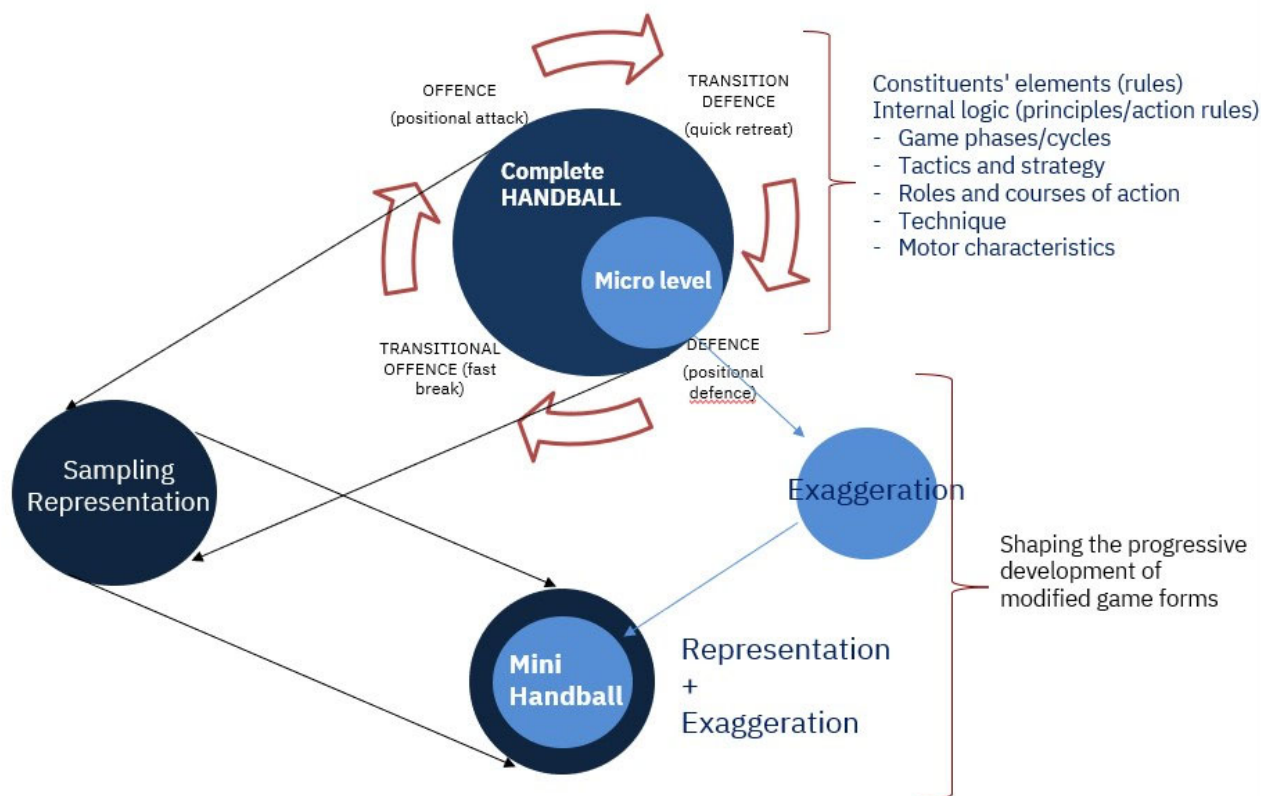 OFFENCE
(positional attack)
TRANSITION
DEFENCE
(quick retreat)
Complete
HANDBALL
Micro level
TRANSITIONAL
OFFENCE (fast
break)
DEFENCE
(positional
defence)
Constituents' elements (rules)
Internal logic (principles/action rules)
- Game phases/cycles
- Tactics and strategy
- Roles and courses of action
- Technique
- Motor characteristics
Sampling
Representation
Exaggeration
Mini
Handball
Representation
+
Exaggeration
Shaping the progressive
development of
modified game forms